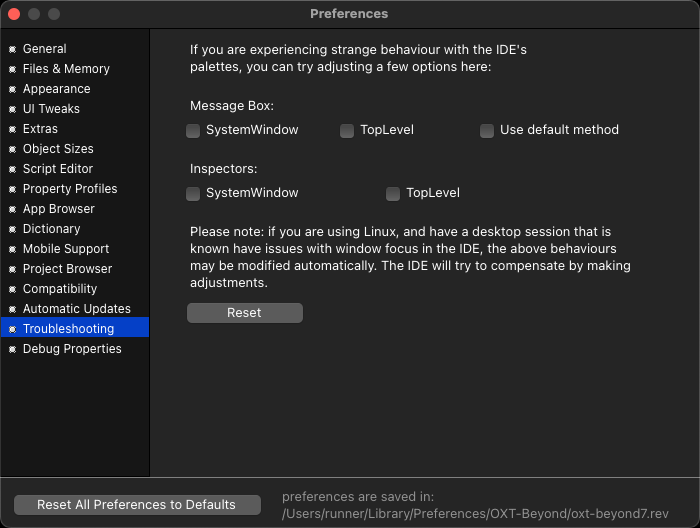 Preferences
General
Files & Memory
Appearance
UI Tweaks
Extras
Object Sizes
Script Editor
Property Profiles
App Browser
Dictionary
Mobile Support
Project Browser
Compatibility
Automatic Updates
Troubleshooting
Debug Properties
If you are experiencing strange behaviour with the IDE's
palettes, you can try adjusting a few options here:
Message Box:
SystemWindow TopLevel Use default method
Inspectors:
SystemWindow TopLevel
Please note: if you are using Linux, and have a desktop session that is
known have issues with window focus in the IDE, the above behaviours
may be modified automatically. The IDE will try to compensate by making
adjustments.
Reset
Reset All Preferences to Defaults
preferences are saved in:
/Users/runner/Library/Preferences/OXT-Beyond/oxt-beyond7.rev